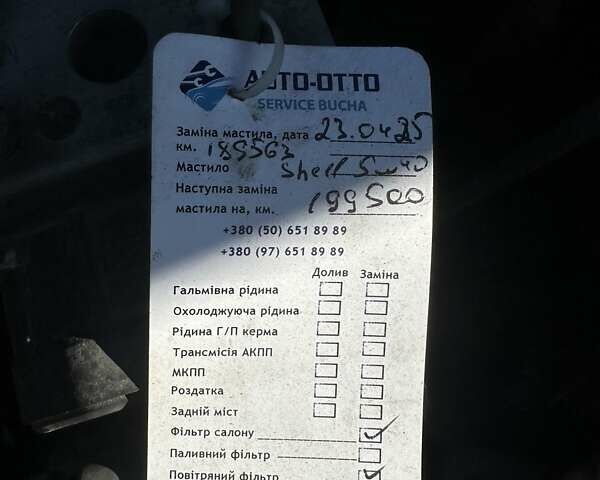 AUTO-OTTO
SERVICE BUCHA
Заміна мастила, дата 23.04.25
км. 189563
Мастило Shell 5w40
Наступна заміна
мастила на, км. 199500
+380 (50) 651 89 89
+380 (97) 651 89 89
Долив Заміна
Гальмівна рідина
Охолоджуюча рідина
Рідина Г/П керма
Трансмісія АКПП
МКПП
Роздатка
Задній міст
Фільтр салону
Паливний фільтр
Повітряний фільтр